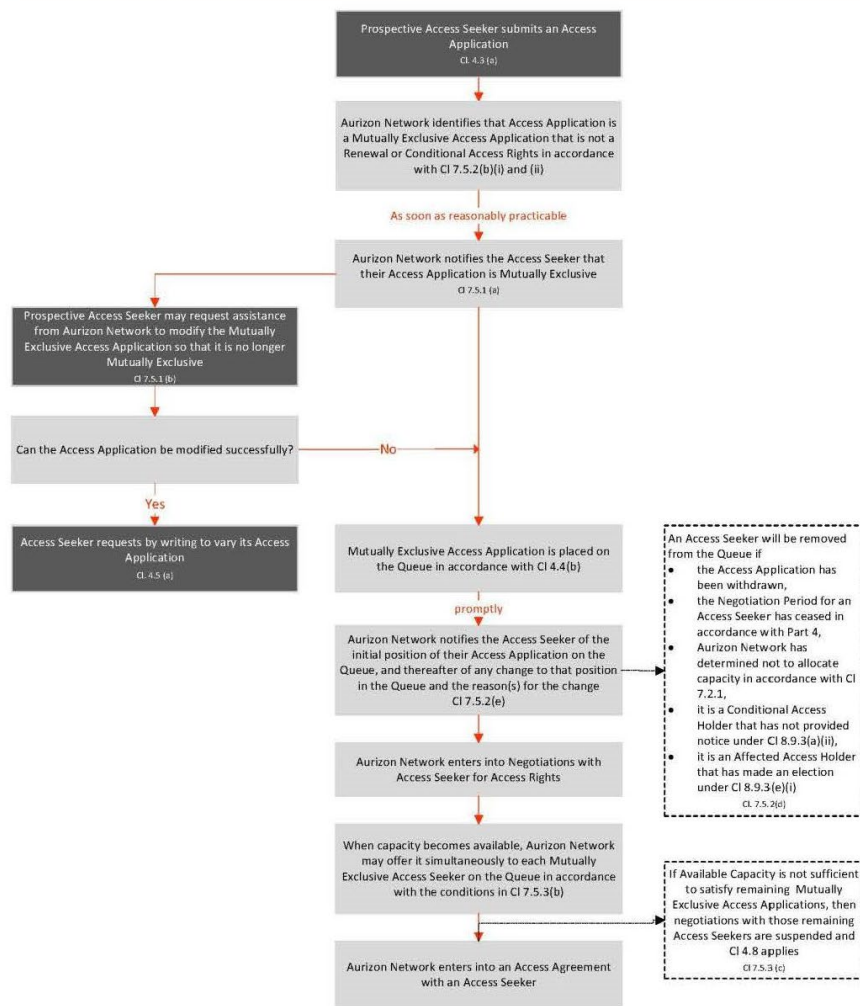 Prospective Access Seeker submits an Access
Application
Cl. 4.3 (a)
Aurizon Network identifies that Access Application is
a Mutually Exclusive Access Application that is not a
Renewal or Conditional Access Rights in accordance
with Cl 7.5.2(b)(i) and (ii)
As soon as reasonably practicable
Aurizon Network notifies the Access Seeker that
their Access Application is Mutually Exclusive
Cl 7.5.1 (a)
Prospective Access Seeker may request assistance
from Aurizon Network to modify the Mutually
Exclusive Access Application so that it is no longer
Mutually Exclusive
Cl 7.5.1 (b)
Can the Access Application be modified successfully?
No
Yes
Access Seeker requests by writing to vary its Access
Application
Cl. 4.5 (a)
Mutually Exclusive Access Application is placed on
the Queue in accordance with Cl 4.4(b)
promptly
Aurizon Network notifies the Access Seeker of the
initial position of their Access Application on the
Queue, and thereafter of any change to that position
in the Queue and the reason(s) for the change
Cl 7.5.2(e)
An Access Seeker will be removed
from the Queue if
• the Access Application has
been withdrawn,
• the Negotiation Period for an
Access Seeker has ceased in
accordance with Part 4,
• Aurizon Network has
determined not to allocate
capacity in accordance with Cl
7.2.1,
• it is a Conditional Access
Holder that has not provided
notice under Cl 8.9.3(a)(ii),
• it is an Affected Access Holder
that has made an election
under Cl 8.9.3(e)(i)
Cl. 7.5.2(d)
Aurizon Network enters into Negotiations with
Access Seeker for Access Rights
When capacity becomes available, Aurizon Network
may offer it simultaneously to each Mutually
Exclusive Access Seeker on the Queue in accordance
with the conditions in Cl 7.5.3(b)
If Available Capacity is not sufficient
to satisfy remaining Mutually
Exclusive Access Applications, then
negotiations with those remaining
Access Seekers are suspended and
Cl 4.8 applies
Cl 7.5.3 (c)
Aurizon Network enters into an Access Agreement
with an Access Seeker